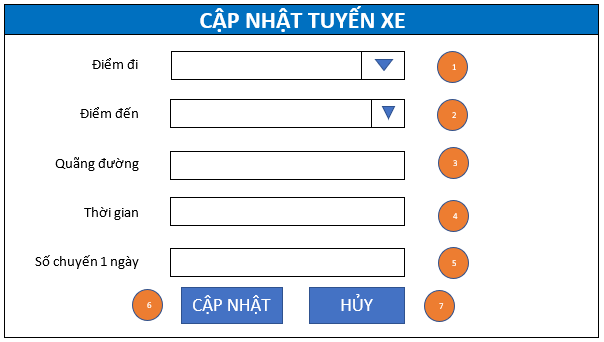 CẬP NHẬT TUYẾN XE
Điểm đi 1
Điểm đến 2
Quãng đường 3
Thời gian 4
Số chuyến 1 ngày 5
6 CẬP NHẬT HỦY 7